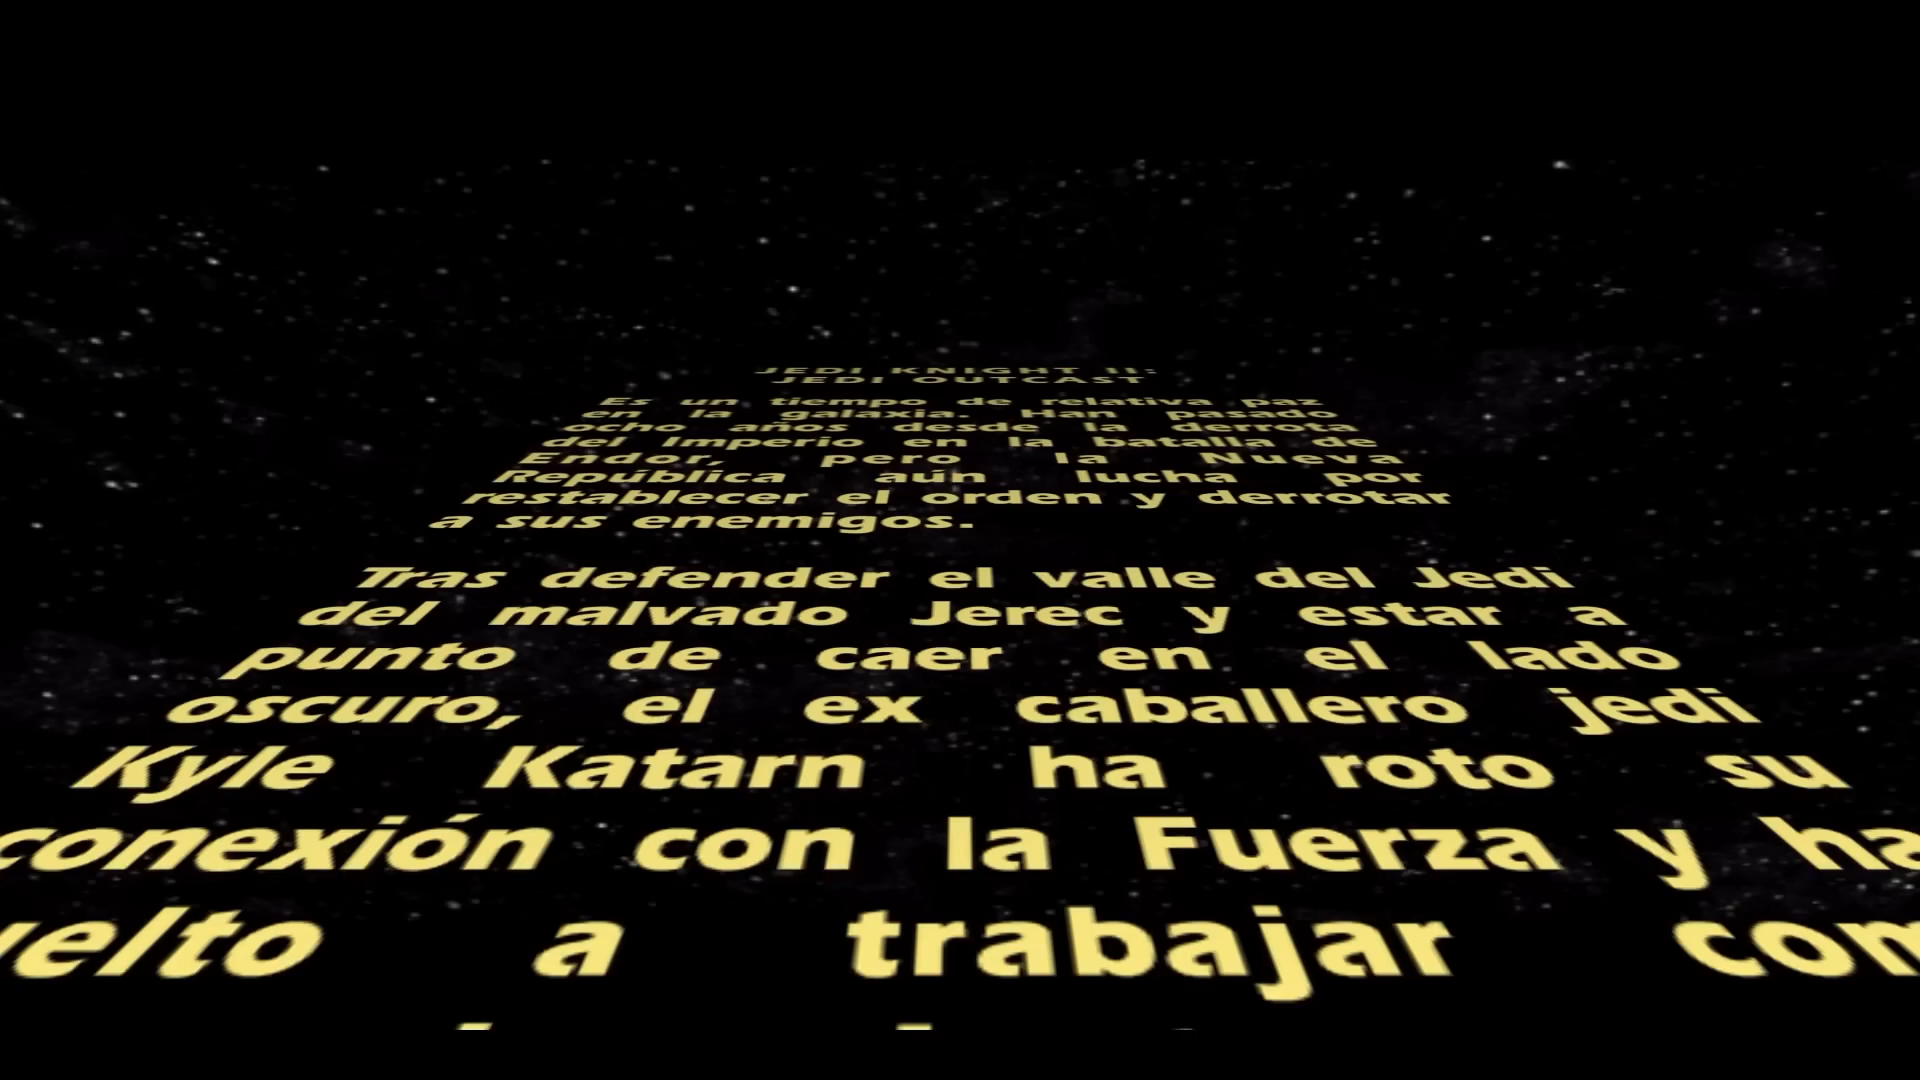 JEDI KNIGHT II:
JEDI OUTCAST
Es un tiempo de relativa paz
en la galaxia. Han pasado
ocho años desde la derrota
del Imperio en la batalla de
Endor, pero la Nueva
República aún lucha por
restablecer el orden y derrotar
a sus enemigos.
Tras defender el valle del Jedi
del malvado Jerec y estar a
punto de caer en el lado
oscuro, el ex caballero jedi
Kyle Katarn ha roto su
conexión con la Fuerza y ha
a trabajar